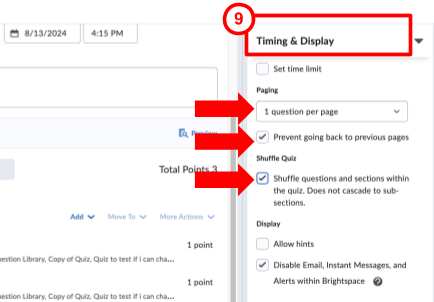 9
8/13/2024
4:15 PM
Timing & Display
Set time limit
Paging
1 question per page
Prevent going back to previous pages
Preview
Shuffle Quiz
Total Points 3
Shuffle questions and sections within
the quiz. Does not cascade to sub-
sections.
Add
Move To
More Actions
Display
1 point
Allow hints
estion Library, Copy of Quiz, Quiz to test if i can cha...
Disable Email, Instant Messages, and
Alerts within Brightspace
1 point
estion Library, Copy of Quiz, Quiz to test if i can cha...